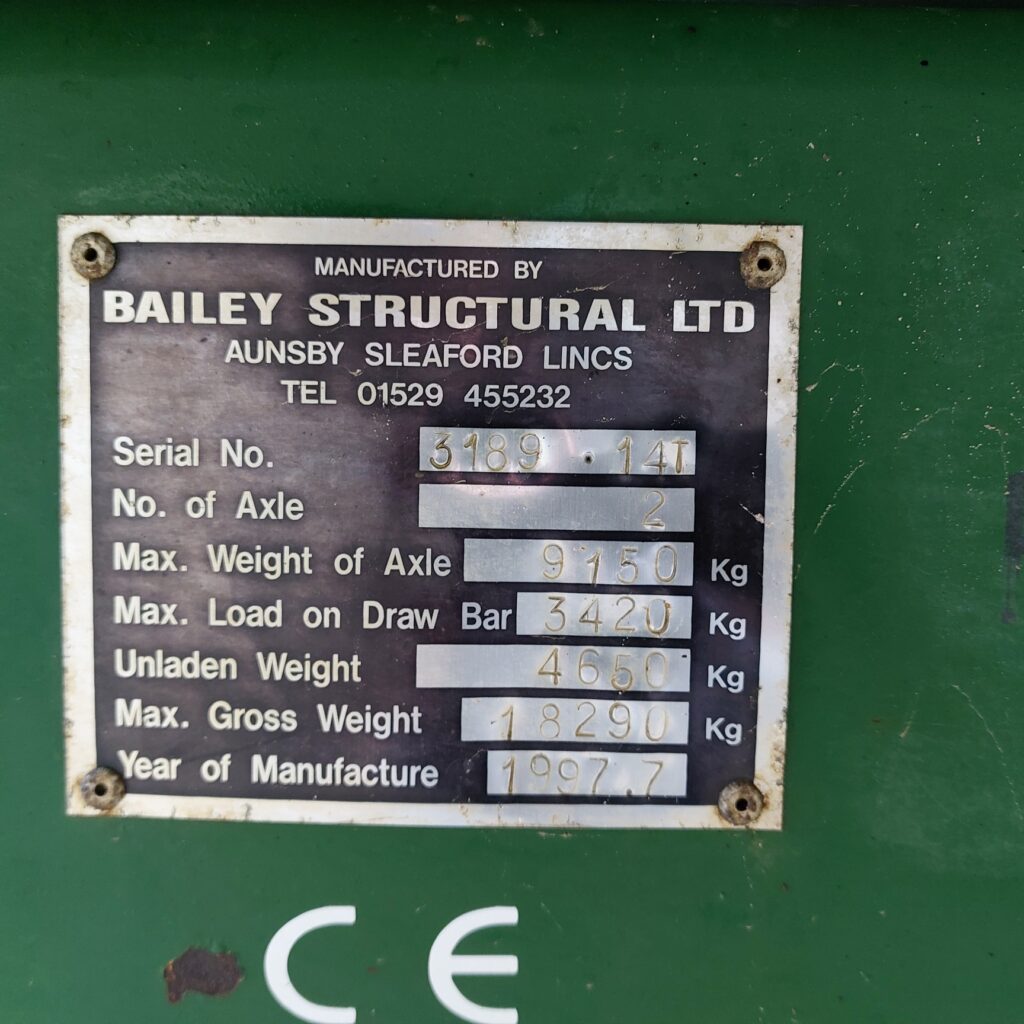 MANUFACTURED BY
BAILEY STRUCTURAL LTD
AUNSBY SLEAFORD LINCS
TEL 01529 455232
Serial No. 3189 . 14T
No. of Axle 2
Max. Weight of Axle 9150 Kg
Max. Load on Draw Bar 3420 Kg
Unladen Weight 4650 Kg
Max. Gross Weight 18290 Kg
Year of Manufacture 1997.7
CE